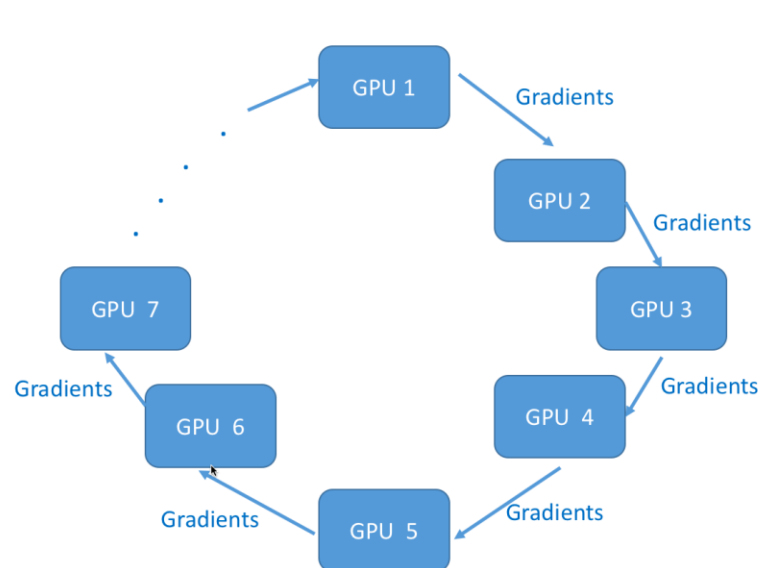 GPU 1
Gradients
GPU 2
Gradients
GPU 3
Gradients
GPU 4
Gradients
GPU 5
Gradients
GPU 6
Gradients
GPU 7